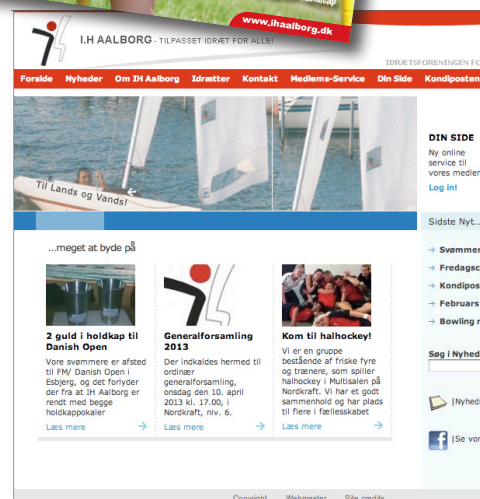 www.ihaalborg.dk
I.H AALBORG - TILPASSET IDRÆT FOR ALLE!
IDRÆTSFORENINGEN FO
Forside Nyheder Om IH Aalborg Idrætter Kontakt Medlems-Service Din Side Kondiposten
Til Lands og Vands!
DIN SIDE
Ny online
service til
vores medlem
Log in!
...meget at byde på
2 guld i holdkap til
Danish Open
Vore svømmere er afsted
til FM/ Danish Open i
Esbjerg, og det forlyder
der fra at IH Aalborg er
rendt med begge
holdkappokaler
Læs mere →
Generalforsamling
2013
Der indkaldes hermed til
ordinær
generalforsamling,
onsdag den 10. april
2013 kl. 17.00, i
Nordkraft, niv. 6.
Læs mere →
Kom til halhockey!
Vi er en gruppe
bestående af friske fyre
og trænere, som spiller
halhockey i Multisalen på
Nordkraft. Vi har et godt
sammenhold og har plads
til flere i fællesskabet
Læs mere →
Sidste Nyt...
→ Svømmer
→ Fredagsc
→ Kondipos
→ Februars
→ Bowling r
Søg i Nyhed
|Nyheds
|Se vor
Copyright Webmaster Site credits